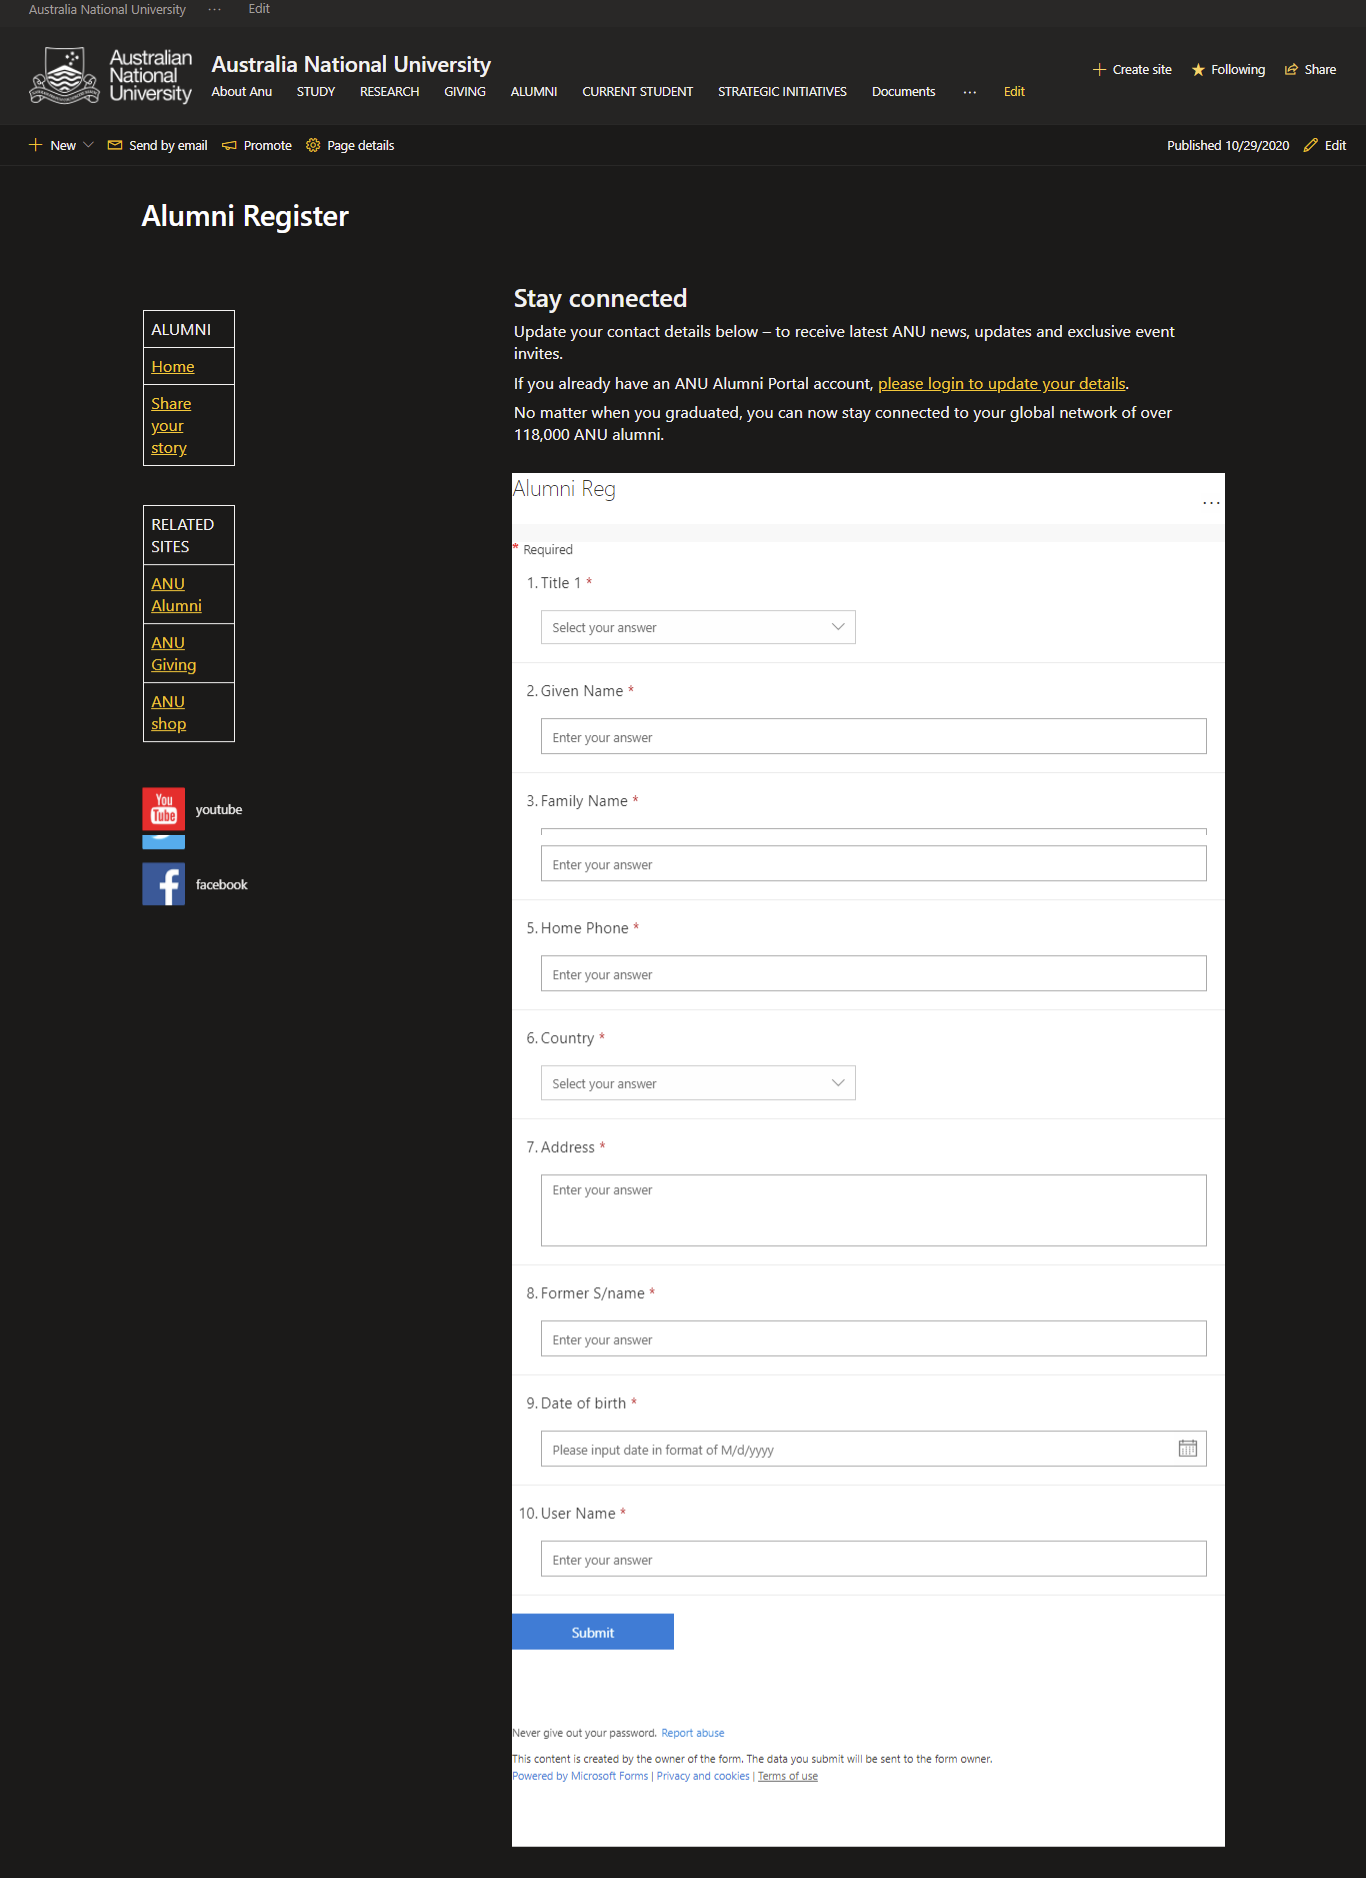 Australia National University ... Edit
Australian
National
University
Australia National University
About Anu STUDY RESEARCH GIVING ALUMNI CURRENT STUDENT STRATEGIC INITIATIVES Documents ... Edit
Create site Following Share
New Send by email Promote Page details Published 10/29/2020 Edit
Alumni Register
ALUMNI
Home
Share
your
story
RELATED
SITES
ANU
Alumni
ANU
Giving
ANU
shop
You
Tube
youtube
f
facebook
Stay connected
Update your contact details below – to receive latest ANU news, updates and exclusive event
invites.
If you already have an ANU Alumni Portal account, please login to update your details.
No matter when you graduated, you can now stay connected to your global network of over
118,000 ANU alumni.
Alumni Reg
...
* Required
1. Title 1 *
Select your answer
2. Given Name *
Enter your answer
3. Family Name *
Enter your answer
5. Home Phone *
Enter your answer
6. Country *
Select your answer
7. Address *
Enter your answer
8. Former S/name *
Enter your answer
9. Date of birth *
Please input date in format of M/d/yyyy
10. User Name *
Enter your answer
Submit
Never give out your password. Report abuse
This content is created by the owner of the form. The data you submit will be sent to the form owner.
Powered by Microsoft Forms | Privacy and cookies | Terms of use